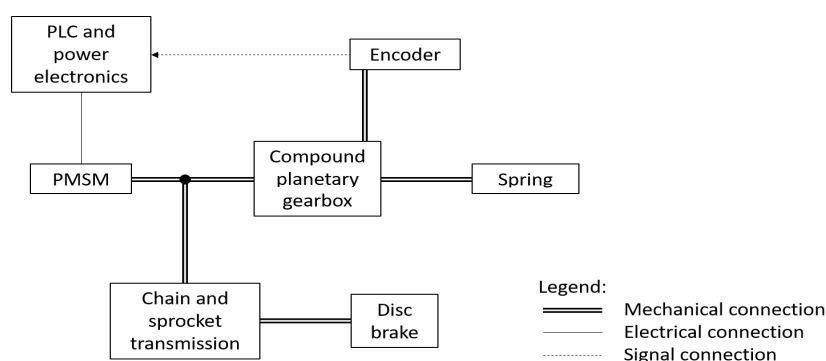 PLC and
power
electronics
Encoder
PMSM
Compound
planetary
gearbox
Spring
Chain and
sprocket
transmission
Disc
brake
Legend:
Mechanical connection
Electrical connection
Signal connection